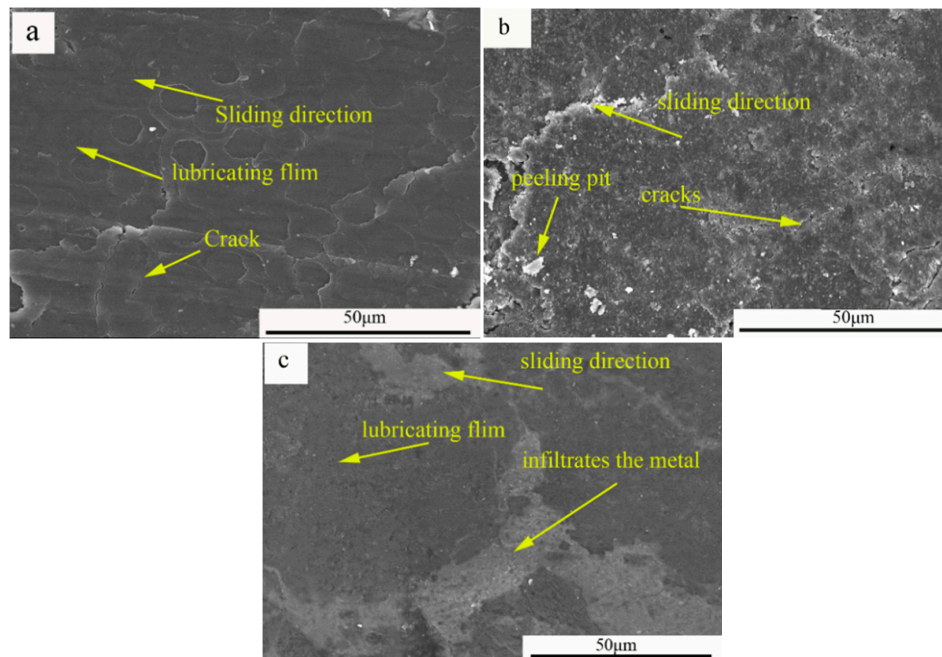 a
Sliding direction
lubricating flim
Crack
50μm
b
sliding direction
peeling pit
cracks
50μm
c
sliding direction
lubricating flim
infiltrates the metal
50μm